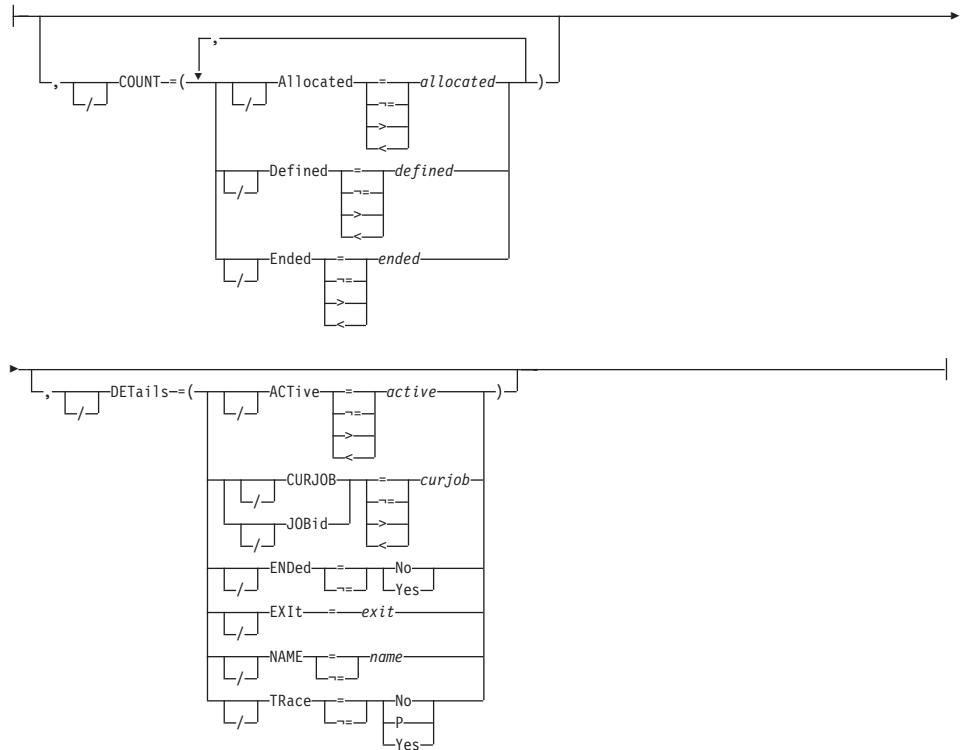 ,
, / COUNT =( / Allocated = allocated )
¬=
>
<
/ Defined = defined
¬=
>
<
/ Ended = ended
¬=
>
<
, / DETails =( / ACTive = active )
¬=
>
<
/ CURJOB = curjob
¬=
/ JOBid >
<
/ ENDed = No
¬= Yes
/ EXIt = exit
/ NAME = name
¬=
/ TRace = No
¬= P
Yes